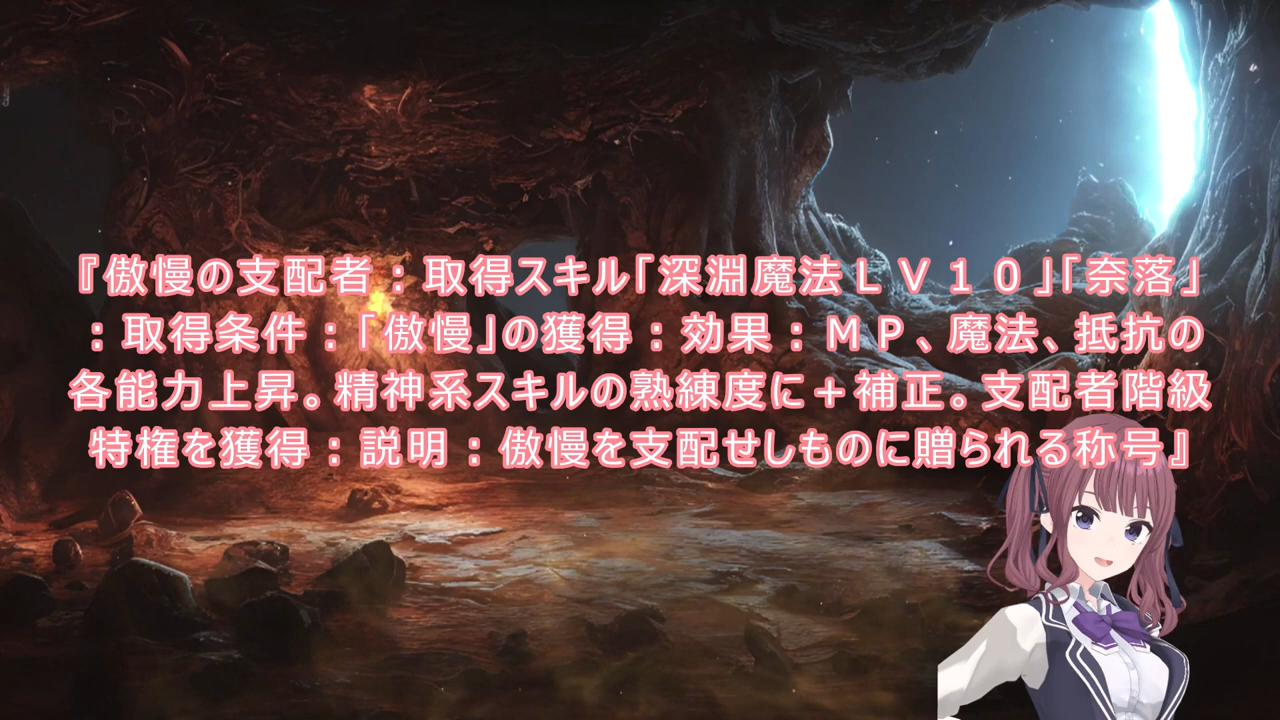 『傲慢の支配者：取得スキル「深淵魔法ＬＶ１０」「奈落」
：取得条件：「傲慢」の獲得：効果：ＭＰ、魔法、抵抗の
各能力上昇。精神系スキルの熟練度に＋補正。支配者階級
特権を獲得：説明：傲慢を支配せしものに贈られる称号』